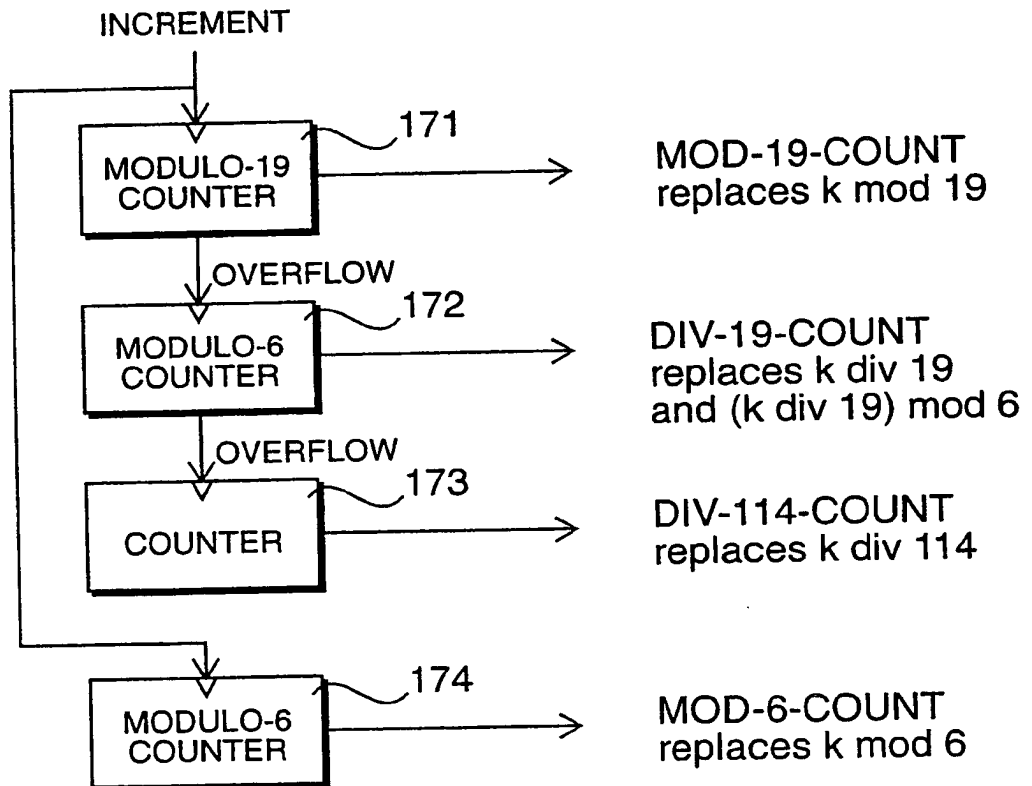 INCREMENT
MODULO-19
COUNTER
171
MOD-19-COUNT
replaces k mod 19
OVERFLOW
MODULO-6
COUNTER
172
DIV-19-COUNT
replaces k div 19
and (k div 19) mod 6
OVERFLOW
COUNTER
173
DIV-114-COUNT
replaces k div 114
MODULO-6
COUNTER
174
MOD-6-COUNT
replaces k mod 6